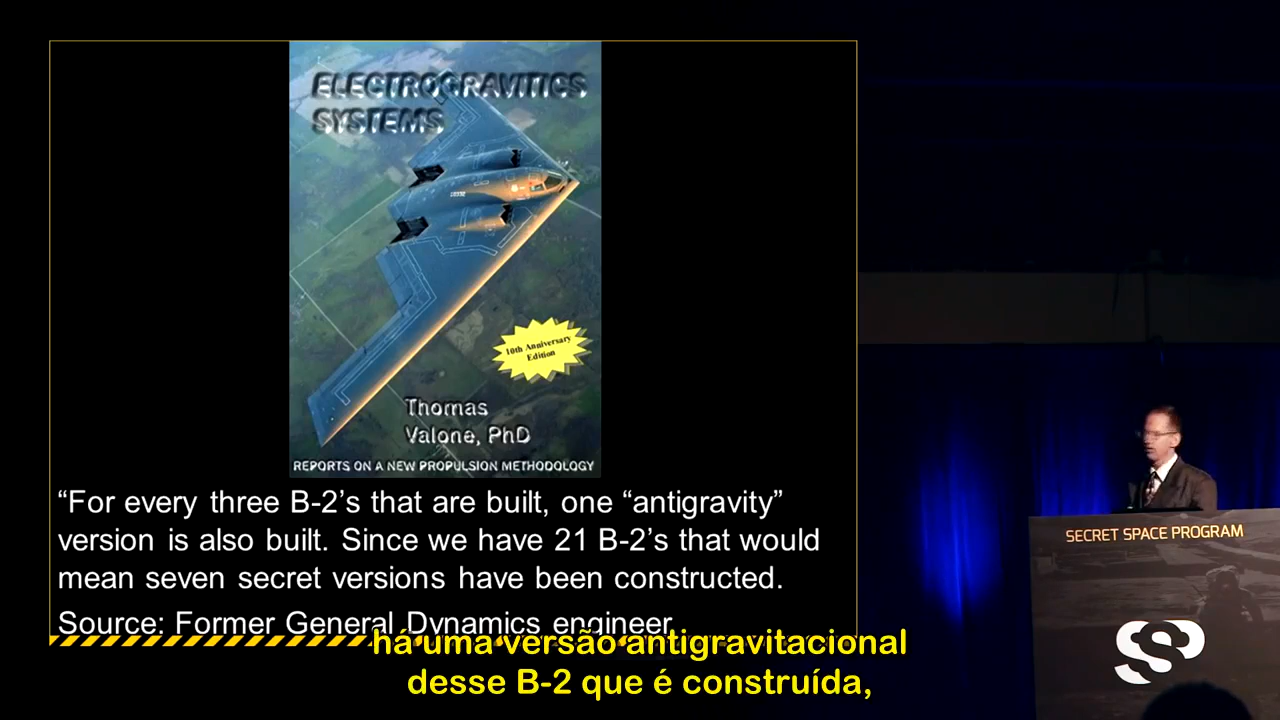 ELECTROGRAVITICS
SYSTEMS
10th Anniversary
Edition
Thomas
Valone, PhD
REPORTS ON A NEW PROPULSION METHODOLOGY
“For every three B-2’s that are built, one “antigravity”
version is also built. Since we have 21 B-2’s that would
mean seven secret versions have been constructed.
Source: Former General Dynamics engineer
há uma versão antigravitacional
desse B-2 que é construída,
SECRET SPACE PROGRAM
SSP